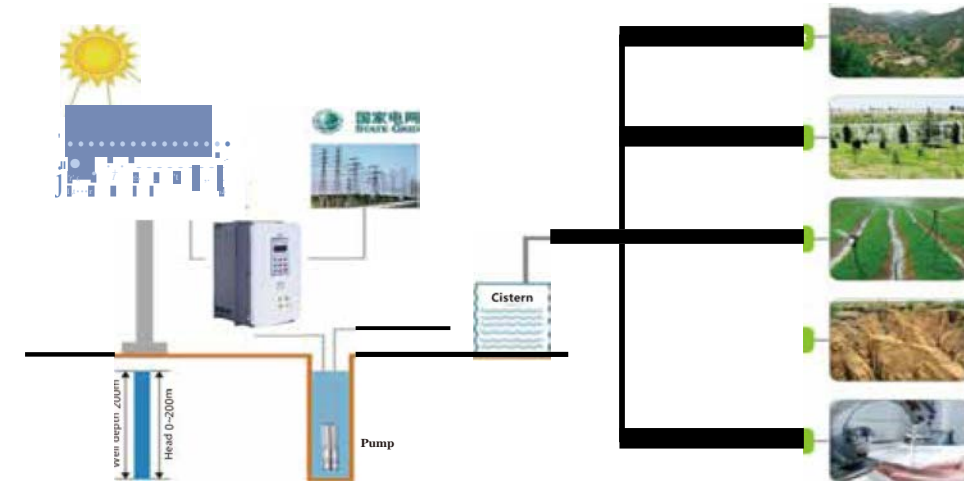 国家电网
STATE GRID
Cistern
Well depth 200m
Head 0~200m
Pump